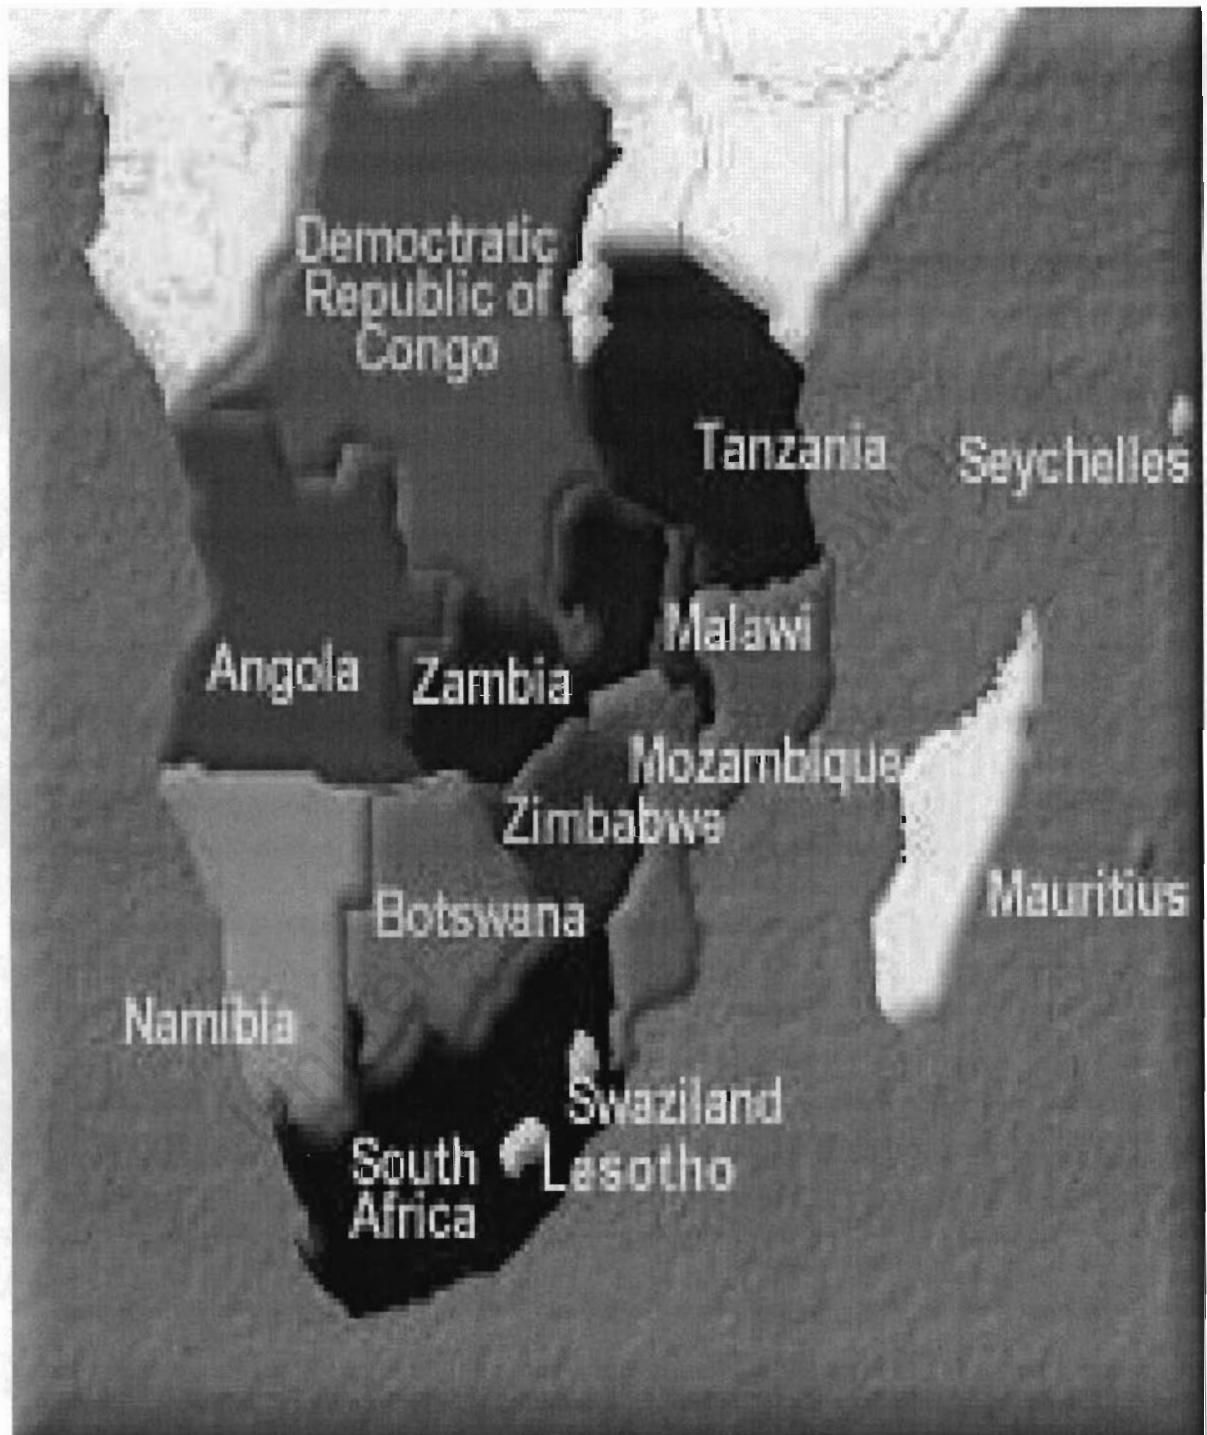 Democtratic
Republic of
Congo
Tanzania
Seychelles
Malawi
Angola
Zambia
Mozambique
Zimbabwe
Mauritius
Botswana
Namibia
Swaziland
South
Africa
Lesotho